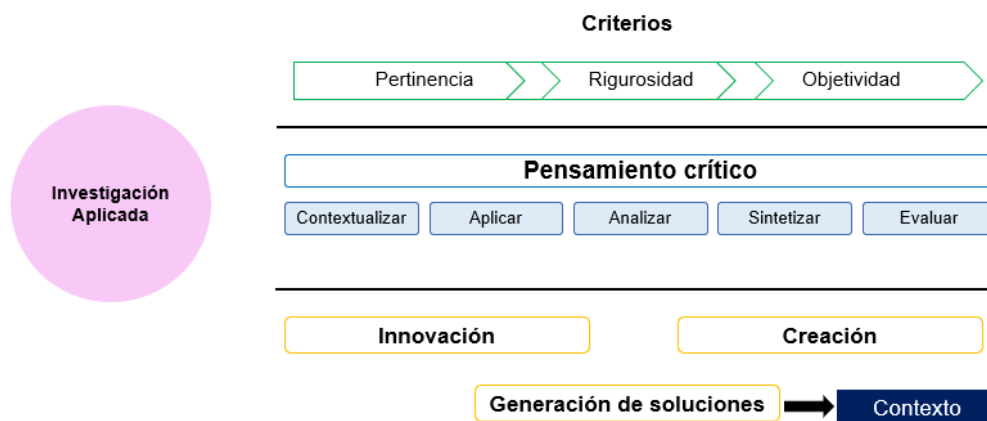 Criterios
Pertinencia
Rigurosidad
Objetividad
Investigación
Aplicada
Pensamiento crítico
Contextualizar
Aplicar
Analizar
Sintetizar
Evaluar
Innovación
Creación
Generación de soluciones
Contexto